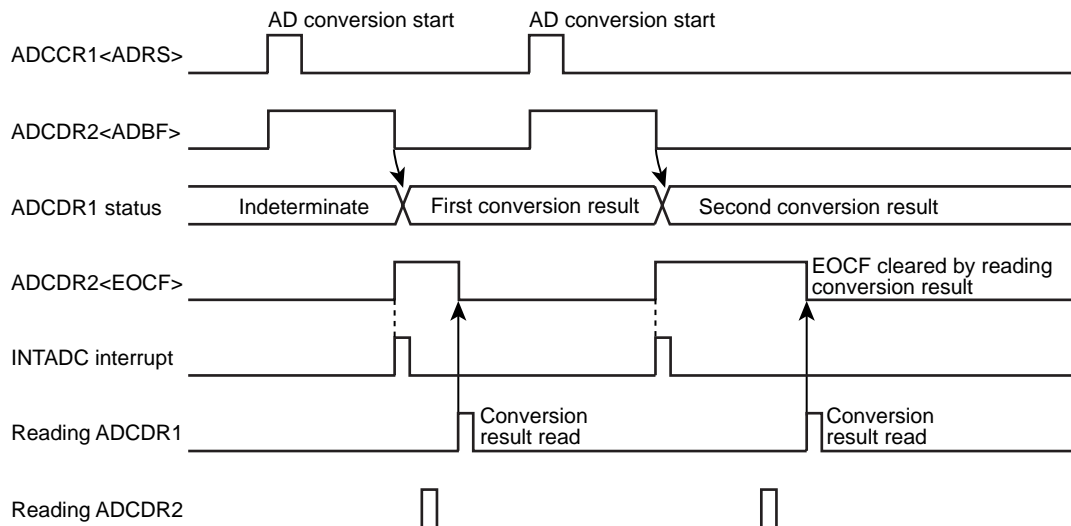 AD conversion start
AD conversion start
ADCCR1<ADRS>
ADCDR2<ADBF>
ADCDR1 status
Indeterminate
First conversion result
Second conversion result
ADCDR2<EOCF>
EOCF cleared by reading
conversion result
INTADC interrupt
Reading ADCDR1
Conversion
result read
Conversion
result read
Reading ADCDR2